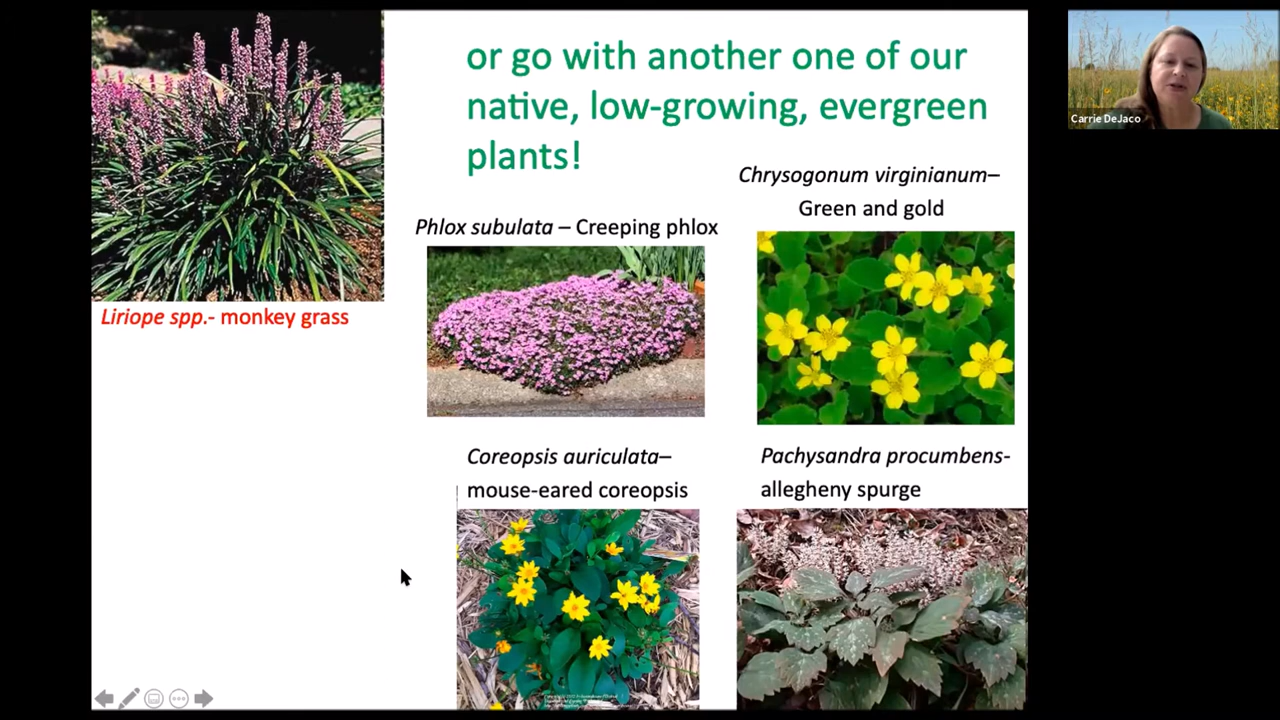 or go with another one of our
native, low-growing, evergreen
plants!
Liriope spp.- monkey grass
Phlox subulata – Creeping phlox
Chrysogonum virginianum–
Green and gold
Coreopsis auriculata–
mouse-eared coreopsis
Pachysandra procumbens-
allegheny spurge
Carrie DeJaco